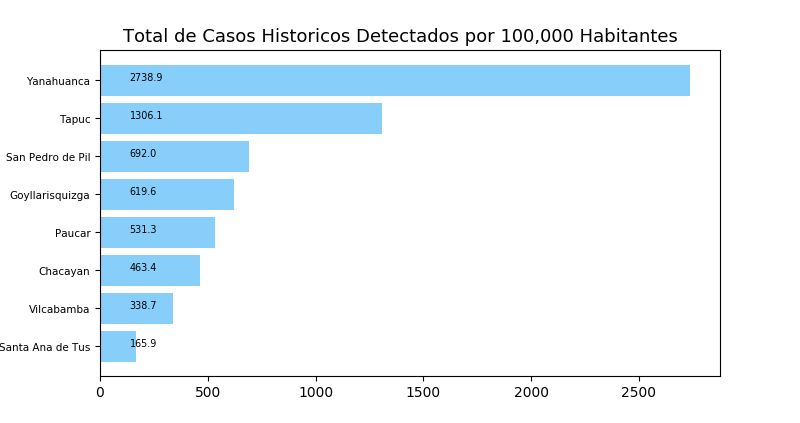 Total de Casos Historicos Detectados por 100,000 Habitantes
Yanahuanca 2738.9
Tapuc 1306.1
San Pedro de Pil 692.0
Goyllarisquizga 619.6
Paucar 531.3
Chacayan 463.4
Vilcabamba 338.7
Santa Ana de Tus 165.9
0 500 1000 1500 2000 2500